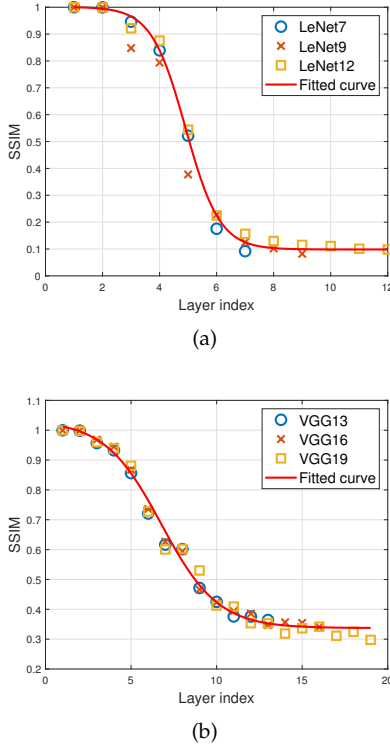 1
0.9
0.8
0.7
0.6
0.5
0.4
0.3
0.2
0.1
0
SSIM
LeNet7
LeNet9
LeNet12
Fitted curve
0 2 4 6 8 10 12
Layer index
(a)
1.1
1
0.9
0.8
0.7
0.6
0.5
0.4
0.3
0.2
SSIM
VGG13
VGG16
VGG19
Fitted curve
0 5 10 15 20
Layer index
(b)